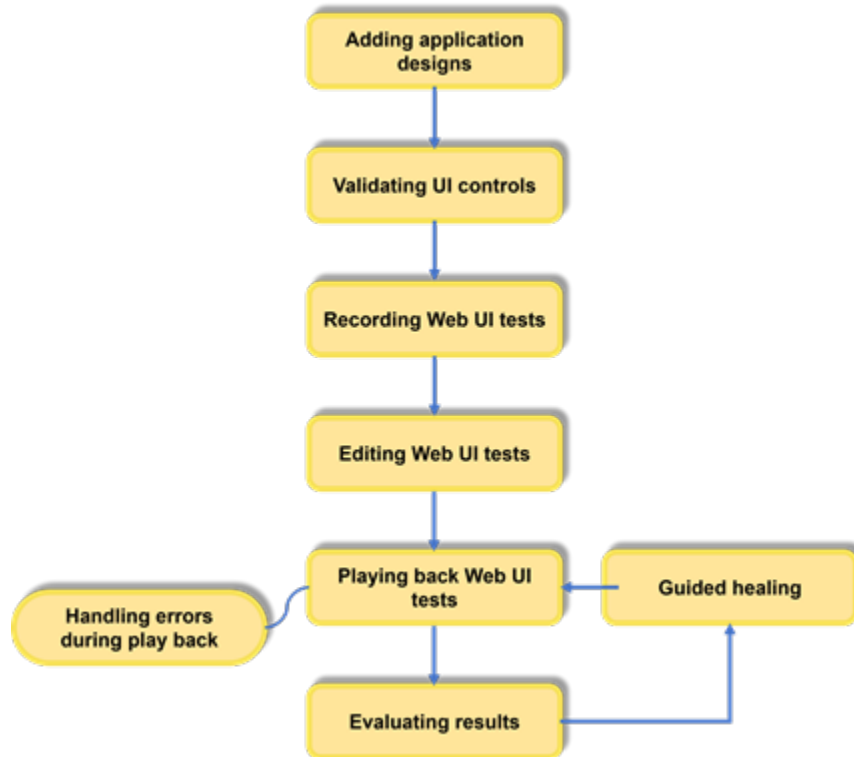 Adding application
designs
Validating UI controls
Recording Web UI tests
Editing Web UI tests
Playing back Web UI
tests
Guided healing
Handling errors
during play back
Evaluating results